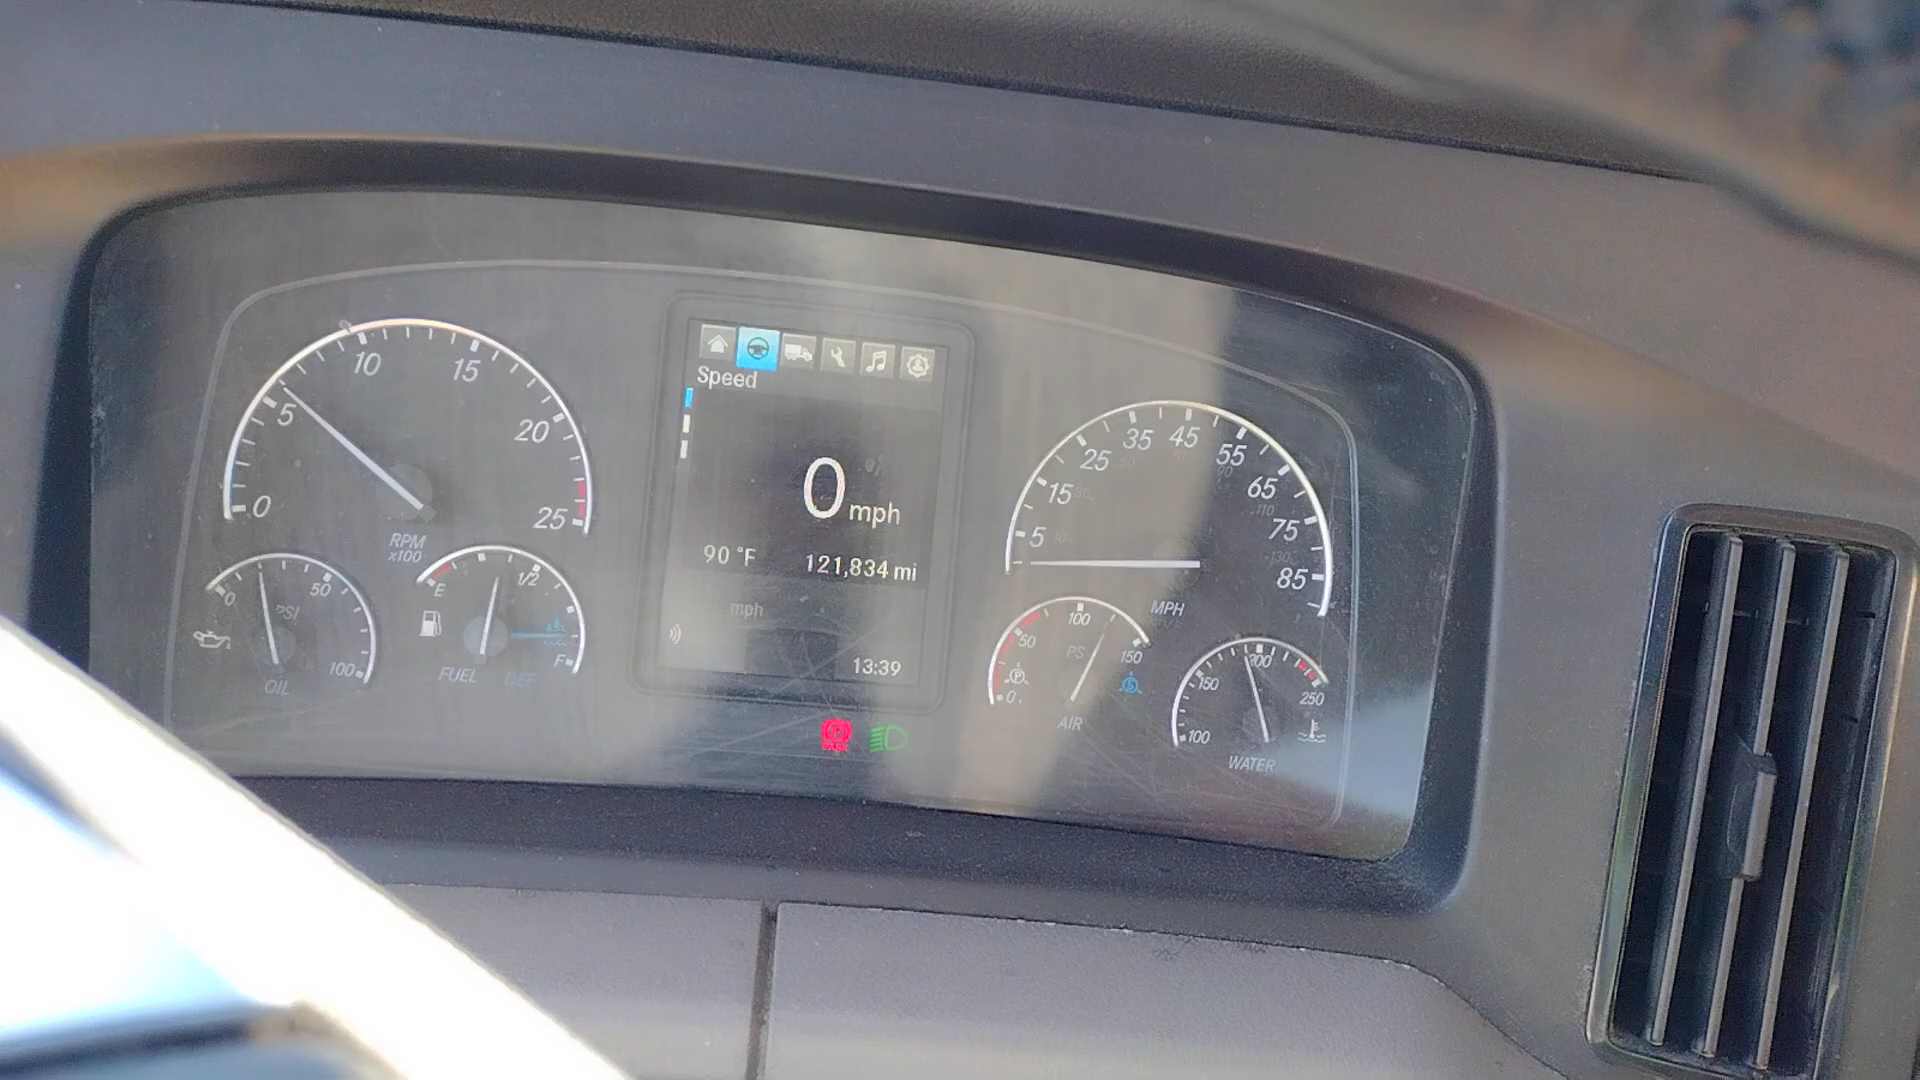 Speed
0 mph
90 °F
121,834 mi
mph
13:39
0
5
10
15
20
25
RPM
x100
0
50
100
PSI
OIL
E
1/2
F
FUEL
DEF
5
15
25
35
45
55
65
75
85
MPH
0
50
100
150
AIR
100
150
200
250
WATER